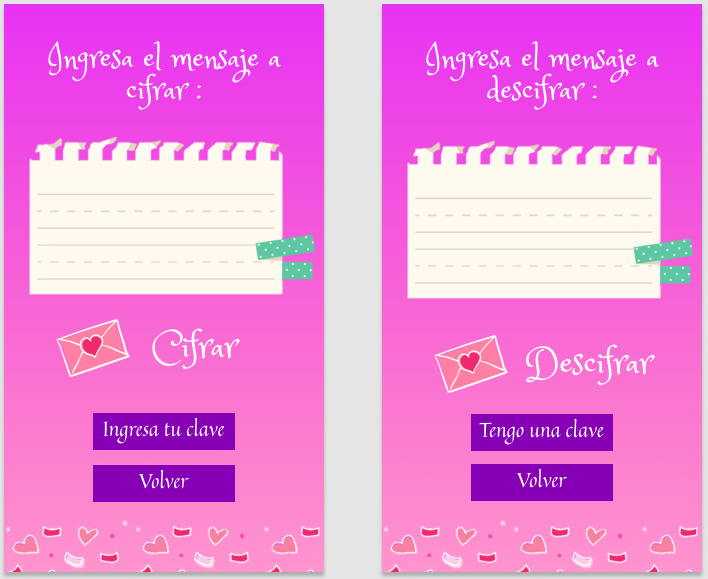 Ingresa el mensaje a
cifrar :
Cifrar
Ingresa tu clave
Volver
Ingresa el mensaje a
descifrar :
Descifrar
Tengo una clave
Volver